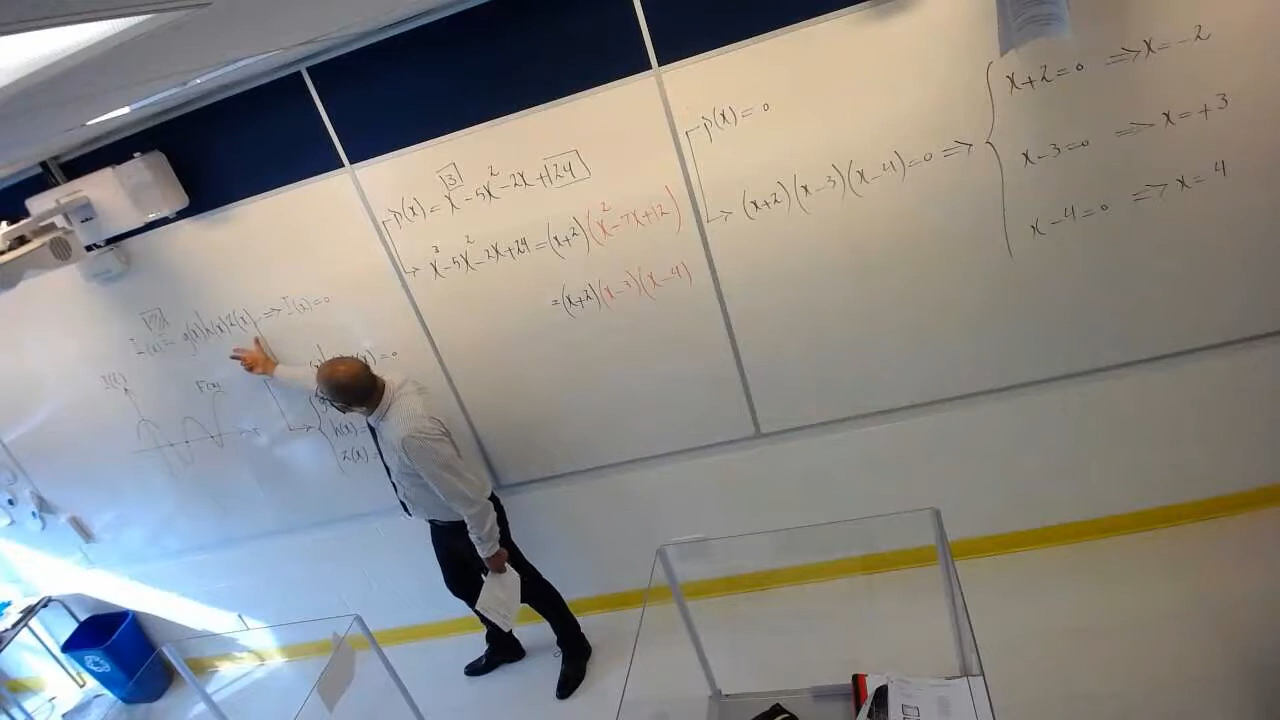 I(x) = g(x)h(x)z(x) => I(x)=0
I(x)
h(x)=
z(x)=
p(x) = x³-5x²-2x+24
x³-5x²-2x+24=(x+2)(x²-7x+12)
=(x+2)(x-3)(x-4)
p(x)=0
(x+2)(x-3)(x-4)=0 =>
x+2=0 => x=-2
x-3=0 => x=+3
x-4=0 => x=4